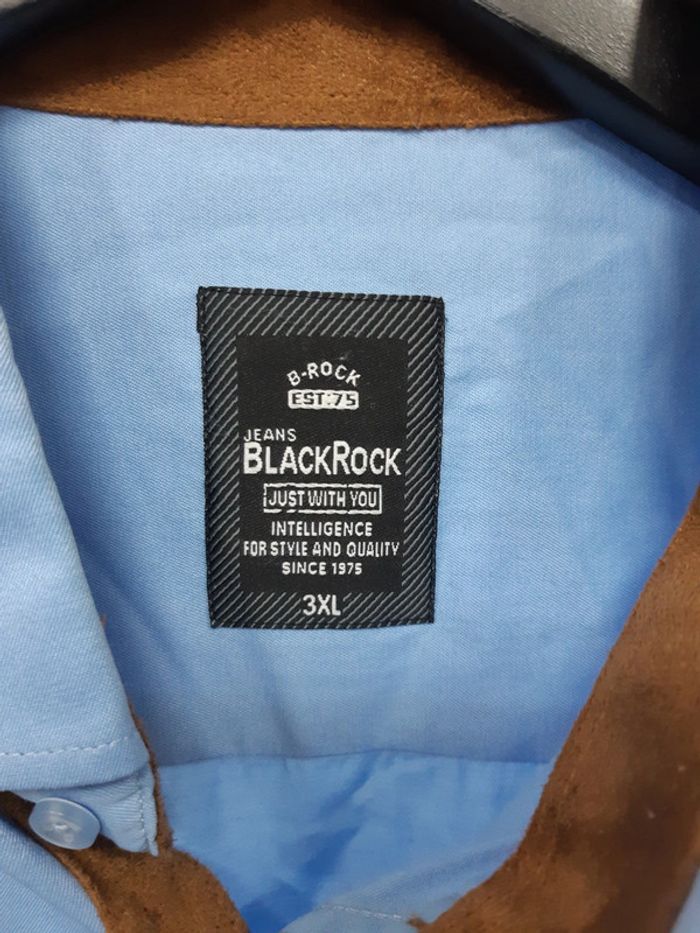 B-ROCK
EST:75
JEANS
BLACKROCK
JUST WITH YOU
INTELLIGENCE
FOR STYLE AND QUALITY
SINCE 1975
3XL